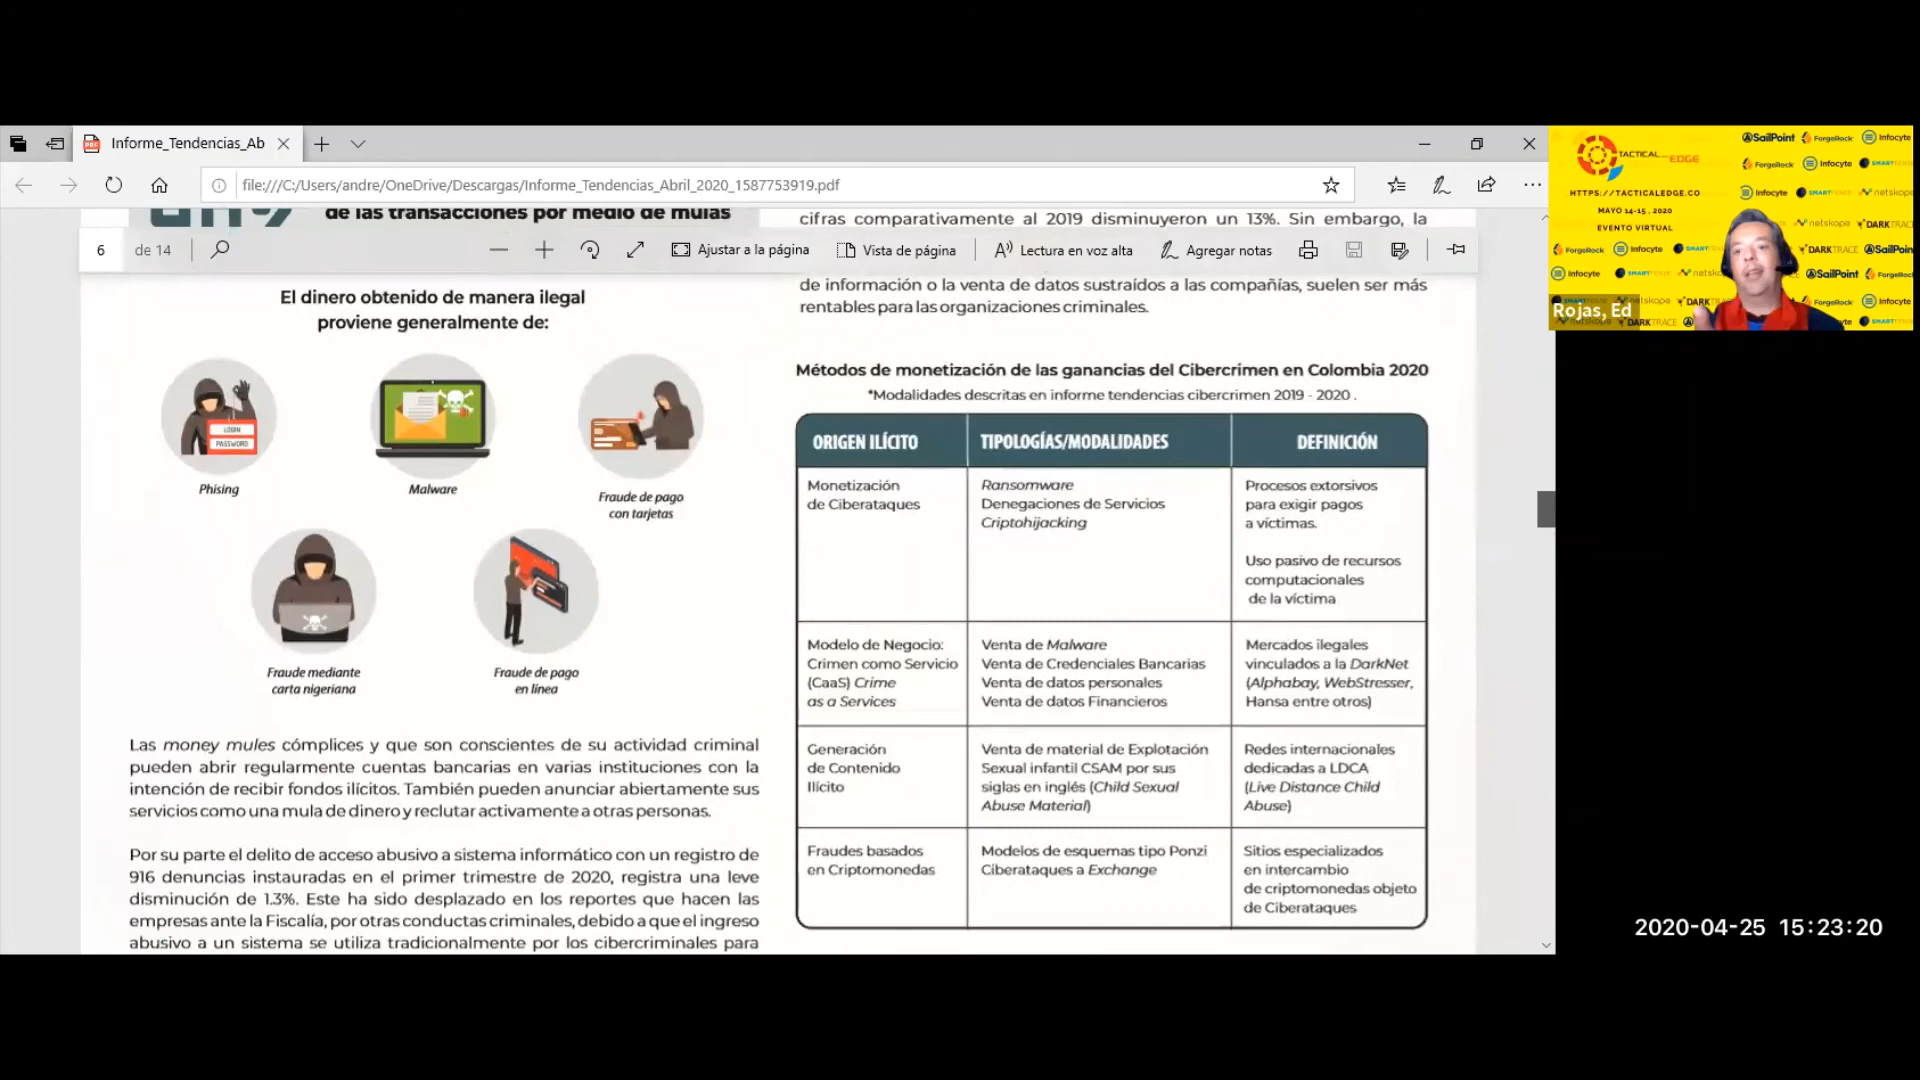 Informe_Tendencias_Ab
file:///C:/Users/andre/OneDrive/Descargas/Informe_Tendencias_Abril_2020_1587753919.pdf
de las transacciones por medio de mulas
6 de 14
Ajustar a la página
Vista de página
Lectura en voz alta
Agregar notas
El dinero obtenido de manera ilegal
proviene generalmente de:
LOGIN
PASSWORD
Phising
Malware
Fraude de pago
con tarjetas
Fraude mediante
carta nigeriana
Fraude de pago
en línea
Las money mules cómplices y que son conscientes de su actividad criminal
pueden abrir regularmente cuentas bancarias en varias instituciones con la
intención de recibir fondos ilícitos. También pueden anunciar abiertamente sus
servicios como una mula de dinero y reclutar activamente a otras personas.
Por su parte el delito de acceso abusivo a sistema informático con un registro de
916 denuncias instauradas en el primer trimestre de 2020, registra una leve
disminución de 1.3%. Este ha sido desplazado en los reportes que hacen las
empresas ante la Fiscalía, por otras conductas criminales, debido a que el ingreso
abusivo a un sistema se utiliza tradicionalmente por los cibercriminales para
cifras comparativamente al 2019 disminuyeron un 13%. Sin embargo, la
de información o la venta de datos sustraídos a las compañías, suelen ser más
rentables para las organizaciones criminales.
Métodos de monetización de las ganancias del Cibercrimen en Colombia 2020
*Modalidades descritas en informe tendencias cibercrimen 2019 - 2020 .
ORIGEN ILÍCITO
TIPOLOGÍAS/MODALIDADES
DEFINICIÓN
Monetización
de Ciberataques
Ransomware
Denegaciones de Servicios
Criptohijacking
Procesos extorsivos
para exigir pagos
a víctimas.
Uso pasivo de recursos
computacionales
de la víctima
Modelo de Negocio:
Crimen como Servicio
(CaaS) Crime
as a Services
Venta de Malware
Venta de Credenciales Bancarias
Venta de datos personales
Venta de datos Financieros
Mercados ilegales
vinculados a la DarkNet
(Alphabay, WebStresser,
Hansa entre otros)
Generación
de Contenido
Ilícito
Venta de material de Explotación
Sexual infantil CSAM por sus
siglas en inglés (Child Sexual
Abuse Material)
Redes internacionales
dedicadas a LDCA
(Live Distance Child
Abuse)
Fraudes basados
en Criptomonedas
Modelos de esquemas tipo Ponzi
Ciberataques a Exchange
Sitios especializados
en intercambio
de criptomonedas objeto
de Ciberataques
TACTICAL EDGE
HTTPS://TACTICALEDGE.CO
MAYO 14-15, 2020
EVENTO VIRTUAL
SailPoint
ForgeRock
Infocyte
netskope
DARKTRACE
Rojas, Ed
2020-04-25 15:23:20